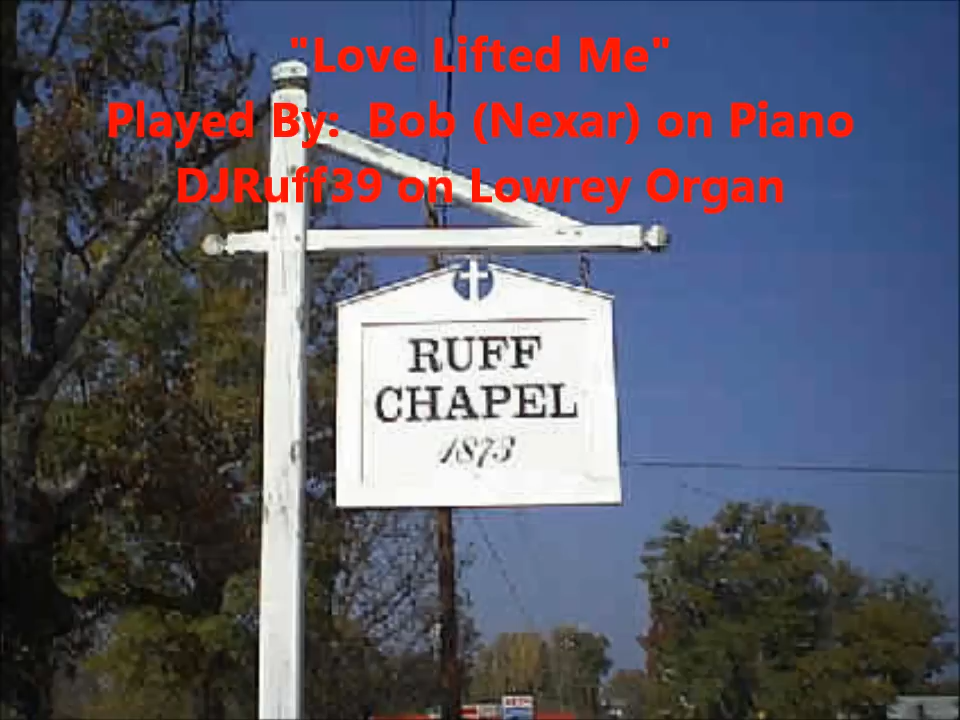 "Love Lifted Me"
Played By:  Bob (Nexar) on Piano
DJRuff39 on Lowrey Organ
RUFF
CHAPEL
1873